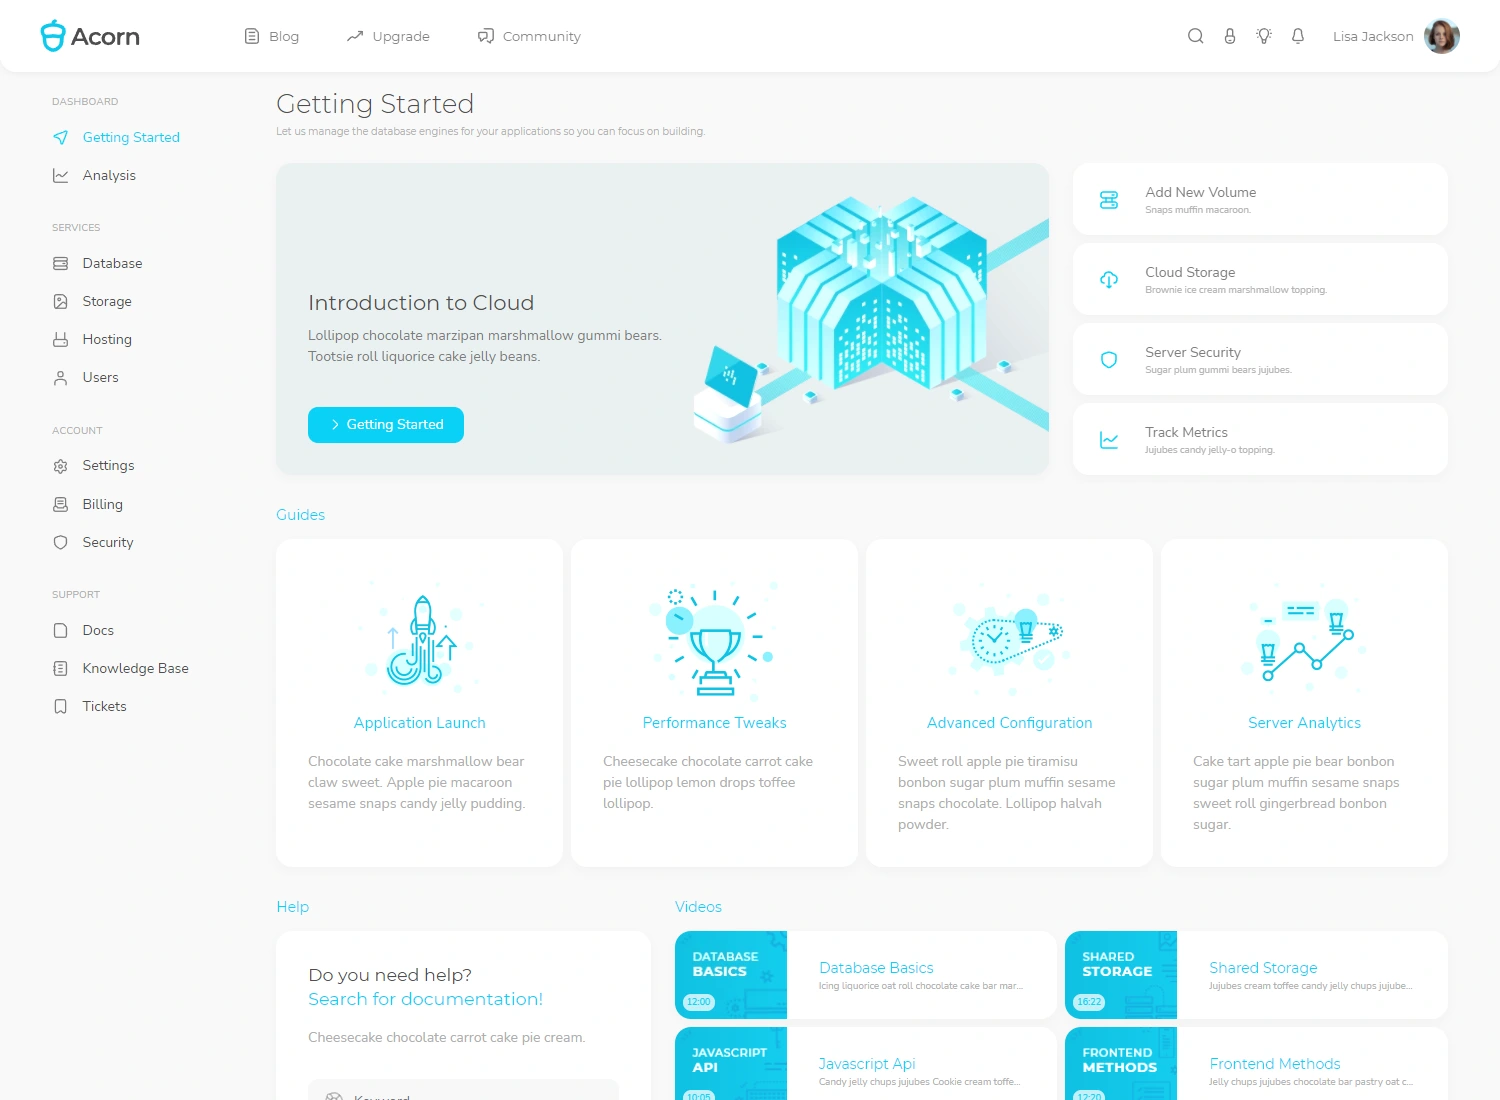 Acorn
Blog
Upgrade
Community
Lisa Jackson
DASHBOARD
Getting Started
Analysis
SERVICES
Database
Storage
Hosting
Users
ACCOUNT
Settings
Billing
Security
SUPPORT
Docs
Knowledge Base
Tickets
Getting Started
Let us manage the database engines for your applications so you can focus on building.
Introduction to Cloud
Lollipop chocolate marzipan marshmallow gummi bears.
Tootsie roll liquorice cake jelly beans.
Getting Started
Add New Volume
Snaps muffin macaroon.
Cloud Storage
Brownie ice cream marshmallow topping.
Server Security
Sugar plum gummi bears jujubes.
Track Metrics
Jujubes candy jelly-o topping.
Guides
Application Launch
Chocolate cake marshmallow bear
claw sweet. Apple pie macaroon
sesame snaps candy jelly pudding.
Performance Tweaks
Cheesecake chocolate carrot cake
pie lollipop lemon drops toffee
lollipop.
Advanced Configuration
Sweet roll apple pie tiramisu
bonbon sugar plum muffin sesame
snaps chocolate. Lollipop halvah
powder.
Server Analytics
Cake tart apple pie bear bonbon
sugar plum muffin sesame snaps
sweet roll gingerbread bonbon
sugar.
Help
Do you need help?
Search for documentation!
Cheesecake chocolate carrot cake pie cream.
Keyword
Videos
DATABASE
BASICS
12:00
Database Basics
Icing liquorice oat roll chocolate cake bar mar...
SHARED
STORAGE
16:22
Shared Storage
Jujubes cream toffee candy jelly chups jujube...
JAVASCRIPT
API
10:05
Javascript Api
Candy jelly chups jujubes Cookie cream toffe...
FRONTEND
METHODS
12:20
Frontend Methods
Jelly chups jujubes chocolate bar pastry oat c...